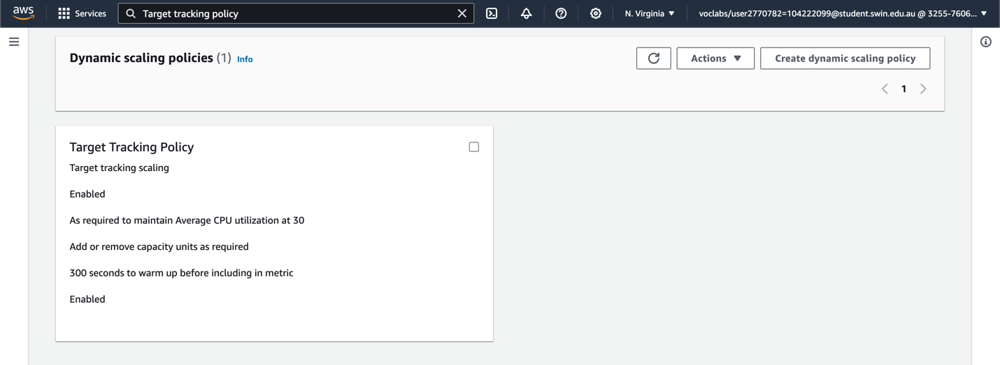 aws Services Target tracking policy N. Virginia voclabs/user2770782=104222099@student.swin.edu.au @ 3255-7606...
Dynamic scaling policies (1) Info Actions Create dynamic scaling policy
1
Target Tracking Policy
Target tracking scaling
Enabled
As required to maintain Average CPU utilization at 30
Add or remove capacity units as required
300 seconds to warm up before including in metric
Enabled